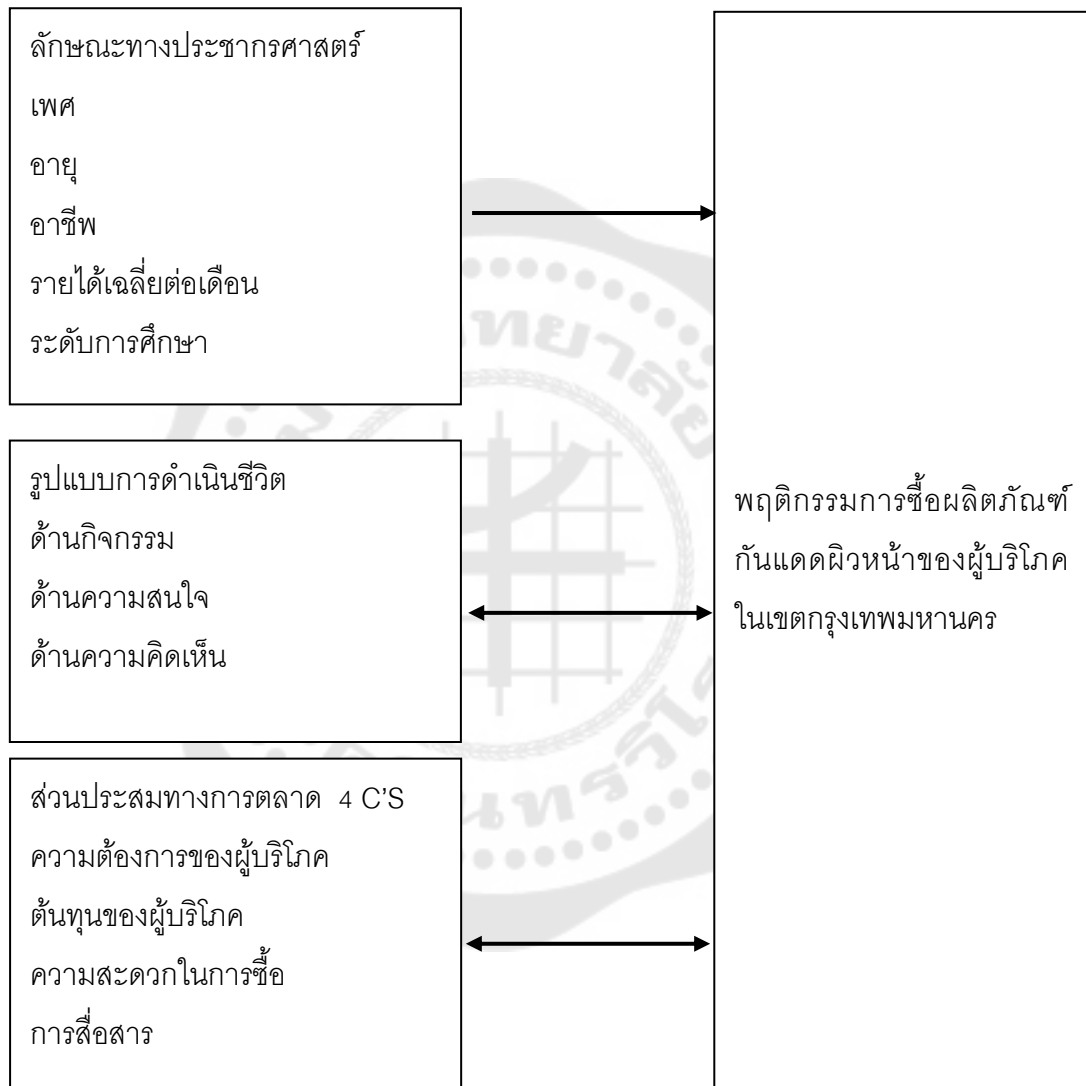 ลักษณะทางประชากรศาสตร์
เพศ
อายุ
อาชีพ
รายได้เฉลี่ยต่อเดือน
ระดับการศึกษา
รูปแบบการดำเนินชีวิต
ด้านกิจกรรม
ด้านความสนใจ
ด้านความคิดเห็น
ส่วนประสมทางการตลาด 4 C'S
ความต้องการของผู้บริโภค
ต้นทุนของผู้บริโภค
ความสะดวกในการซื้อ
การสื่อสาร
พฤติกรรมการซื้อผลิตภัณฑ์
กันแดดผิวหน้าของผู้บริโภค
ในเขตกรุงเทพมหานคร